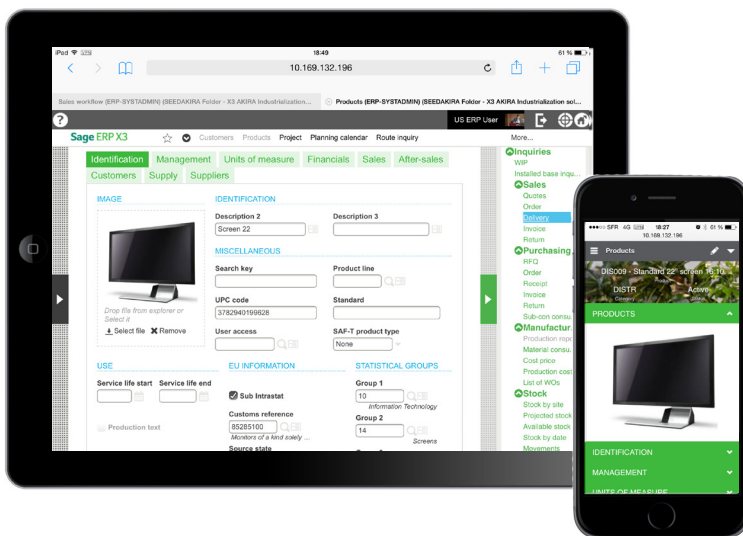 iPad
18:49
61 %
10.169.132.196
Sales workflow (ERP-SYSTADMIN) (SEEDAKIRA Folder - X3 AKIRA Industrialization...
Products (ERP-SYSTADMIN) (SEEDAKIRA Folder - X3 AKIRA Industrialization sol...
?
US ERP User
Sage ERP X3
Customers Products Project Planning calendar Route inquiry
More...
Identification Management Units of measure Financials Sales After-sales
Customers Supply Suppliers
IMAGE
Drop file from explorer or
Select it
Select file Remove
IDENTIFICATION
Description 2 Description 3
Screen 22
MISCELLANEOUS
Search key Product line
UPC code Standard
3782940199628
User access SAF-T product type
None
USE
Service life start Service life end
Production text
EU INFORMATION
Sub Intrastat
Customs reference
85285100
Monitors of a kind solely ...
Source state
STATISTICAL GROUPS
Group 1
10
Information Technology
Group 2
14
Screens
Inquiries
WIP
Installed base inqu...
Sales
Quotes
Order
Delivery
Invoice
Return
Purchasing
RFQ
Order
Receipt
Invoice
Return
Sub-con consu...
Manufactur...
Production repo
Material consu...
Cost price
Production cost
List of WOs
Stock
Stock by site
Projected stock
Available stock
Stock by date
Movements
SFR 4G 18:27 61 %
10.169.132.196
Products
DIS009 - Standard 22" screen 16:10
Product
DISTR Active
Category
PRODUCTS
IDENTIFICATION
MANAGEMENT
UNITS OF MEASURE